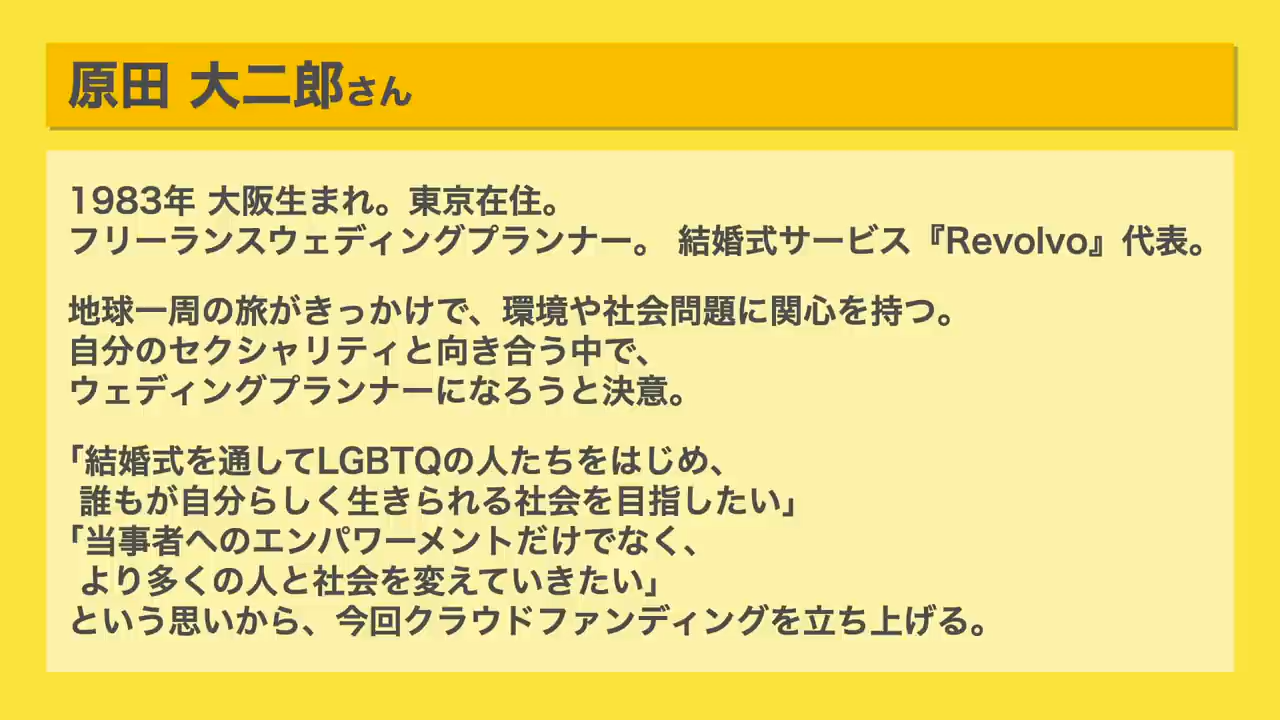 原田 大二郎さん
1983年 大阪生まれ。東京在住。
フリーランスウェディングプランナー。 結婚式サービス『Revolvo』代表。
地球一周の旅がきっかけで、環境や社会問題に関心を持つ。
自分のセクシャリティと向き合う中で、
ウェディングプランナーになろうと決意。
「結婚式を通してLGBTQの人たちをはじめ、
誰もが自分らしく生きられる社会を目指したい」
「当事者へのエンパワーメントだけでなく、
より多くの人と社会を変えていきたい」
という思いから、今回クラウドファンディングを立ち上げる。